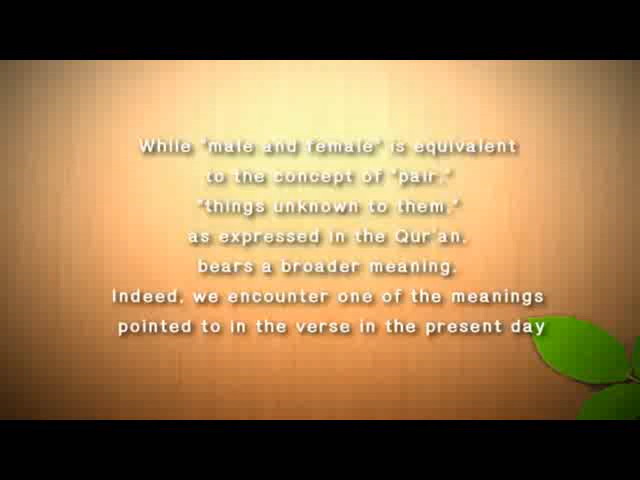 While "male and female" is equivalent
to the concept of "pair,"
"things unknown to them,"
as expressed in the Qur'an,
bears a broader meaning.
Indeed, we encounter one of the meanings
pointed to in the verse in the present day